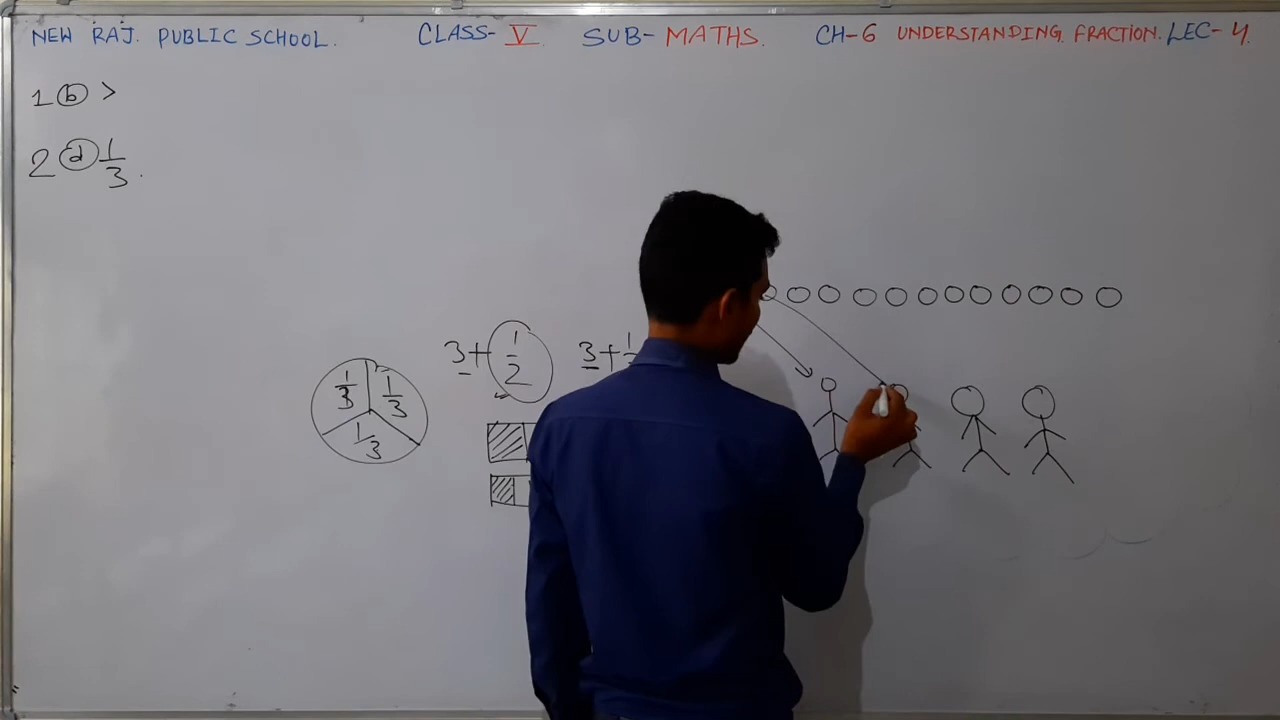 NEW RAJ. PUBLIC SCHOOL. CLASS- V SUB- MATHS. CH-6 UNDERSTANDING FRACTION. LEC- 4.
1 (b) >
2 (d) 1/3.
3+ 1/2 3+
1/3 1/3
1/3